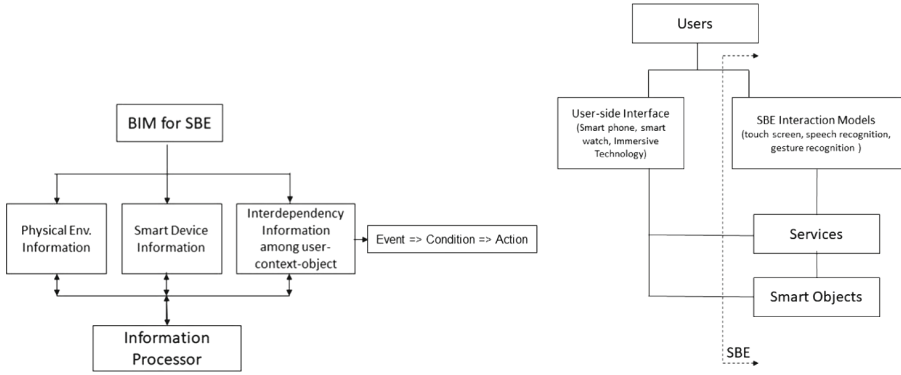 BIM for SBE
Physical Env.
Information
Smart Device
Information
Interdependency
Information
among user-
context-object
Event => Condition => Action
Information
Processor
Users
User-side Interface
(Smart phone, smart
watch, Immersive
Technology)
SBE Interaction Models
(touch screen, speech recognition,
gesture recognition )
Services
Smart Objects
SBE